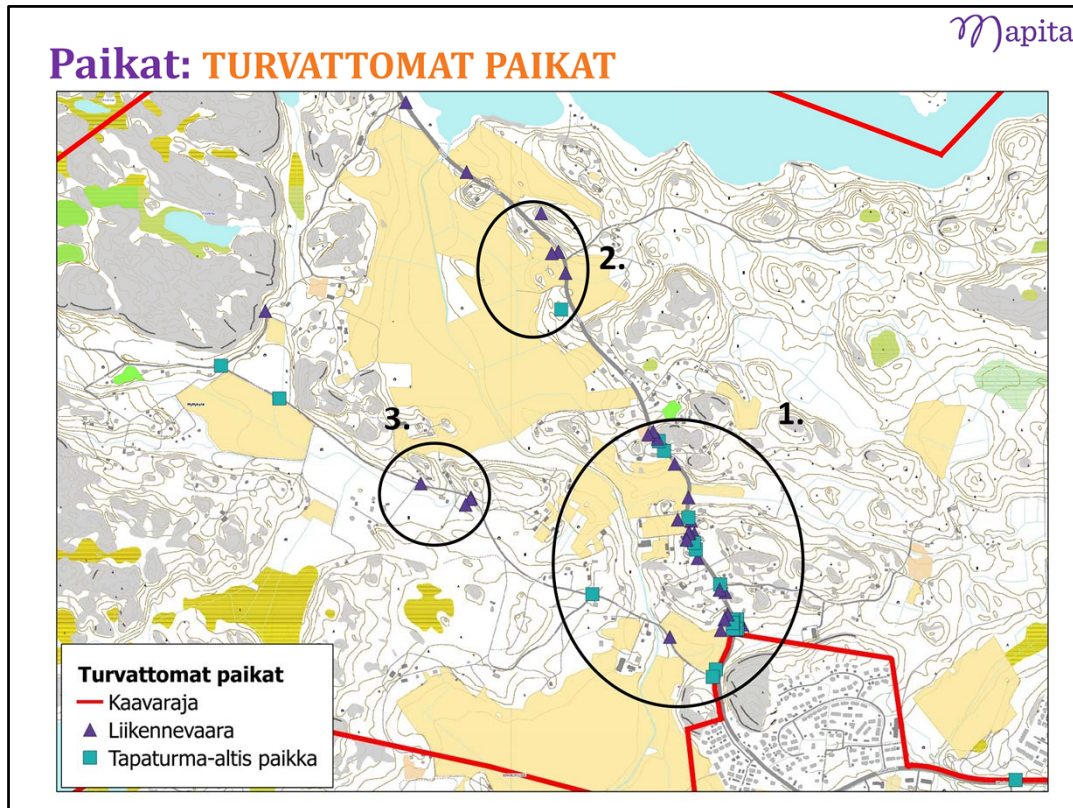 Mapita
Paikat: TURVATTOMAT PAIKAT
2.
1.
3.
Turvattomat paikat
Kaavaraja
Liikennevaara
Tapaturma-altis paikka